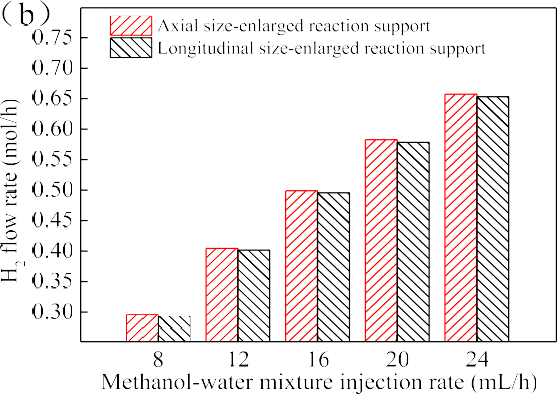 (b)
Axial size-enlarged reaction support
Longitudinal size-enlarged reaction support
0.75
0.70
0.65
0.60
0.55
0.50
0.45
0.40
0.35
0.30
H2 flow rate (mol/h)
8 12 16 20 24
Methanol-water mixture injection rate (mL/h)